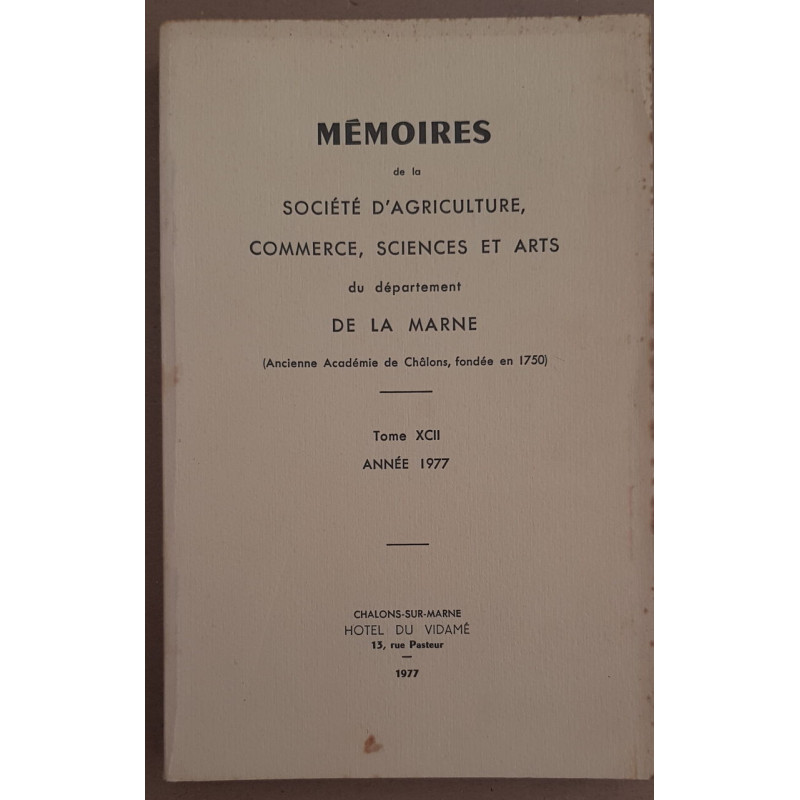 MÉMOIRES
de la
SOCIÉTÉ D'AGRICULTURE,
COMMERCE, SCIENCES ET ARTS
du département
DE LA MARNE
(Ancienne Académie de Châlons, fondée en 1750)
Tome XCII
ANNÉE 1977
CHALONS-SUR-MARNE
HOTEL DU VIDAMÊ
13, rue Pasteur
1977